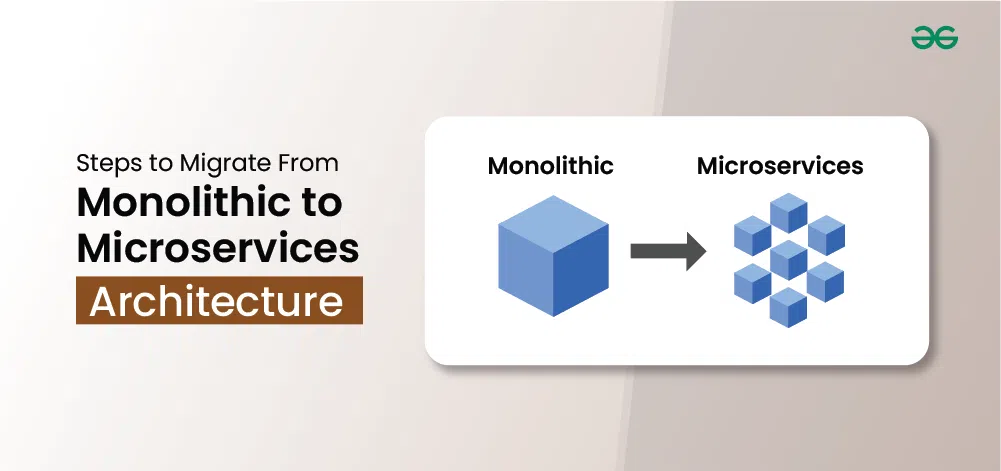 Steps to Migrate From
Monolithic to
Microservices
Architecture
Monolithic
Microservices